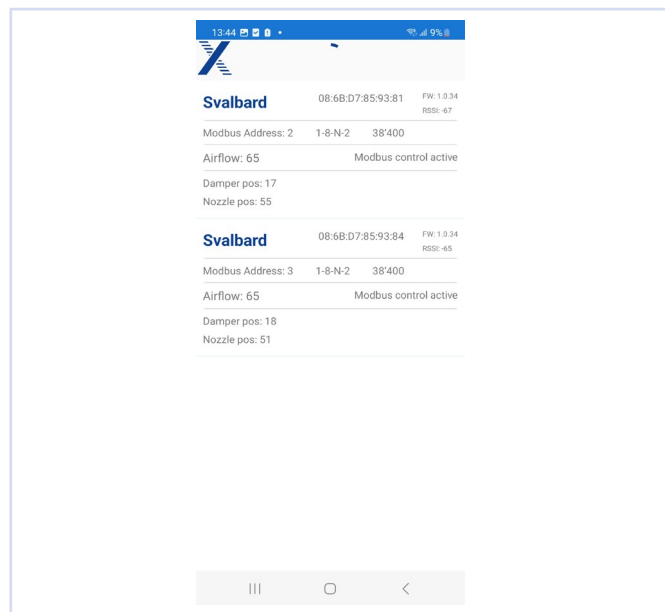 13:44 9%
Svalbard 08:6B:D7:85:93:81 FW: 1.0.34
RSSI: -67
Modbus Address: 2 1-8-N-2 38'400
Airflow: 65 Modbus control active
Damper pos: 17
Nozzle pos: 55
Svalbard 08:6B:D7:85:93:84 FW: 1.0.34
RSSI: -65
Modbus Address: 3 1-8-N-2 38'400
Airflow: 65 Modbus control active
Damper pos: 18
Nozzle pos: 51